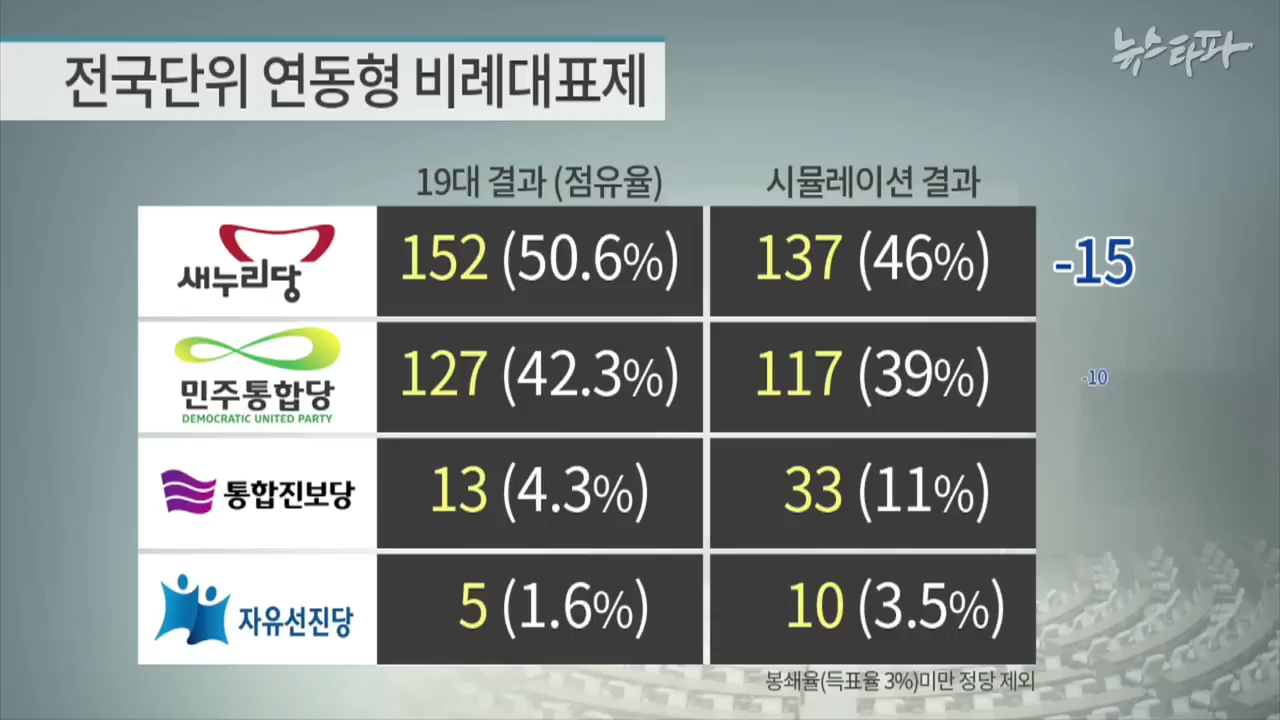 뉴스타파
전국단위 연동형 비례대표제
19대 결과 (점유율) 시뮬레이션 결과
새누리당 152 (50.6%) 137 (46%) -15
민주통합당 127 (42.3%) 117 (39%) -10
DEMOCRATIC UNITED PARTY
통합진보당 13 (4.3%) 33 (11%)
자유선진당 5 (1.6%) 10 (3.5%)
봉쇄율(득표율 3%)미만 정당 제외